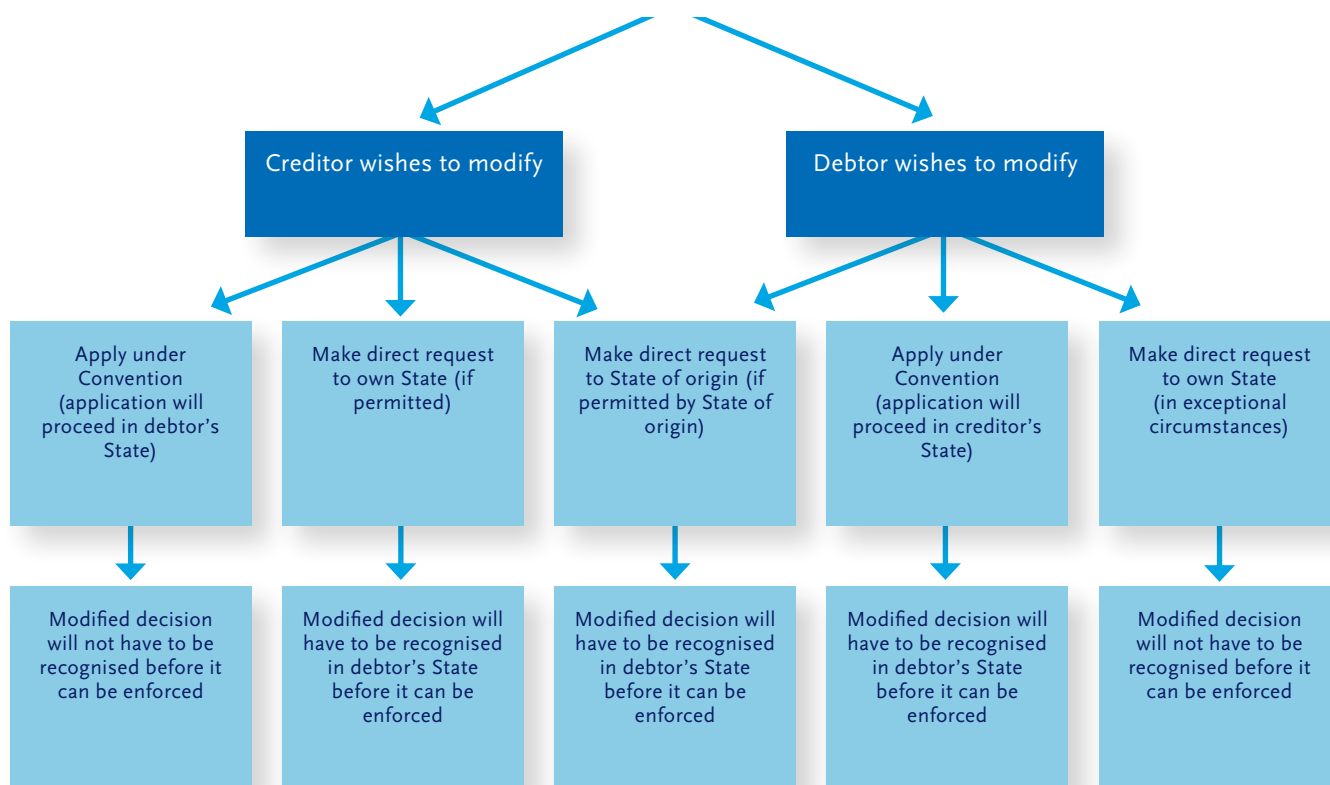 Creditor wishes to modify
Debtor wishes to modify
Apply under
Convention
(application will
proceed in debtor’s
State)
Make direct request
to own State (if
permitted)
Make direct request
to State of origin (if
permitted by State of
origin)
Apply under
Convention
(application will
proceed in creditor’s
State)
Make direct request
to own State
(in exceptional
circumstances)
Modified decision
will not have to be
recognised before it
can be enforced
Modified decision will
have to be recognised
in debtor’s State
before it can be
enforced
Modified decision will
have to be recognised
in debtor’s State
before it can be
enforced
Modified decision will
have to be recognised
in debtor’s State
before it can be
enforced
Modified decision
will not have to be
recognised before it
can be enforced